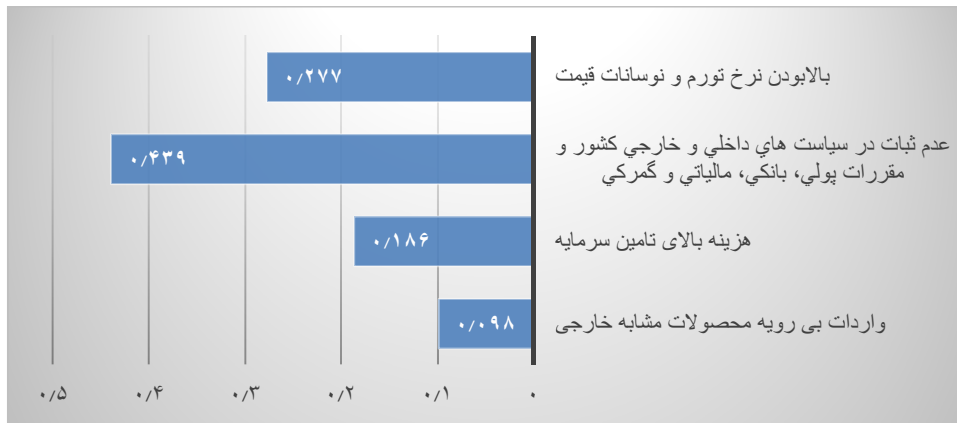 بالابودن نرخ تورم و نوسانات قیمت
۰/۲۷۷
عدم ثبات در سیاست هاي داخلي و خارجي کشور و
مقررات پولي، بانکي، مالیاتي و گمرکي
۰/۴۳۹
هزینه بالای تامین سرمایه
۰/۱۸۶
واردات بی رویه محصولات مشابه خارجی
۰/۰۹۸
۰ ۰/۱ ۰/۲ ۰/۳ ۰/۴ ۰/۵